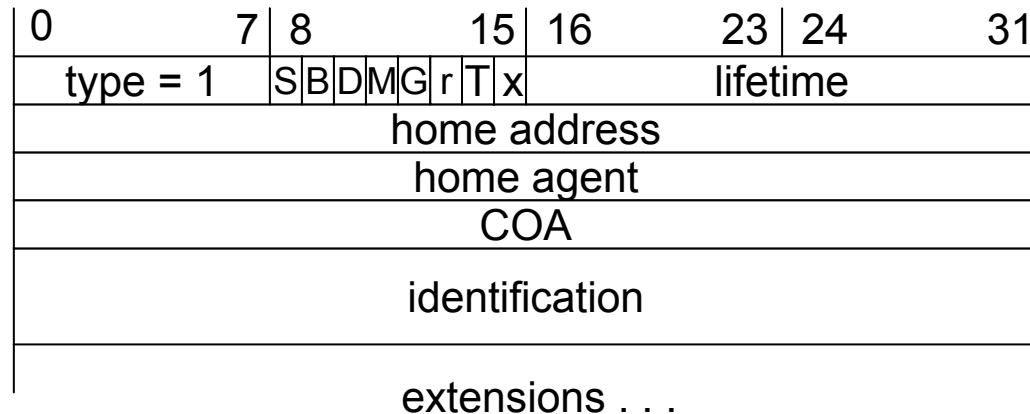 0 7 8 15 16 23 24 31
type = 1 S B D M G r T x lifetime
home address
home agent
COA
identification
extensions . . .